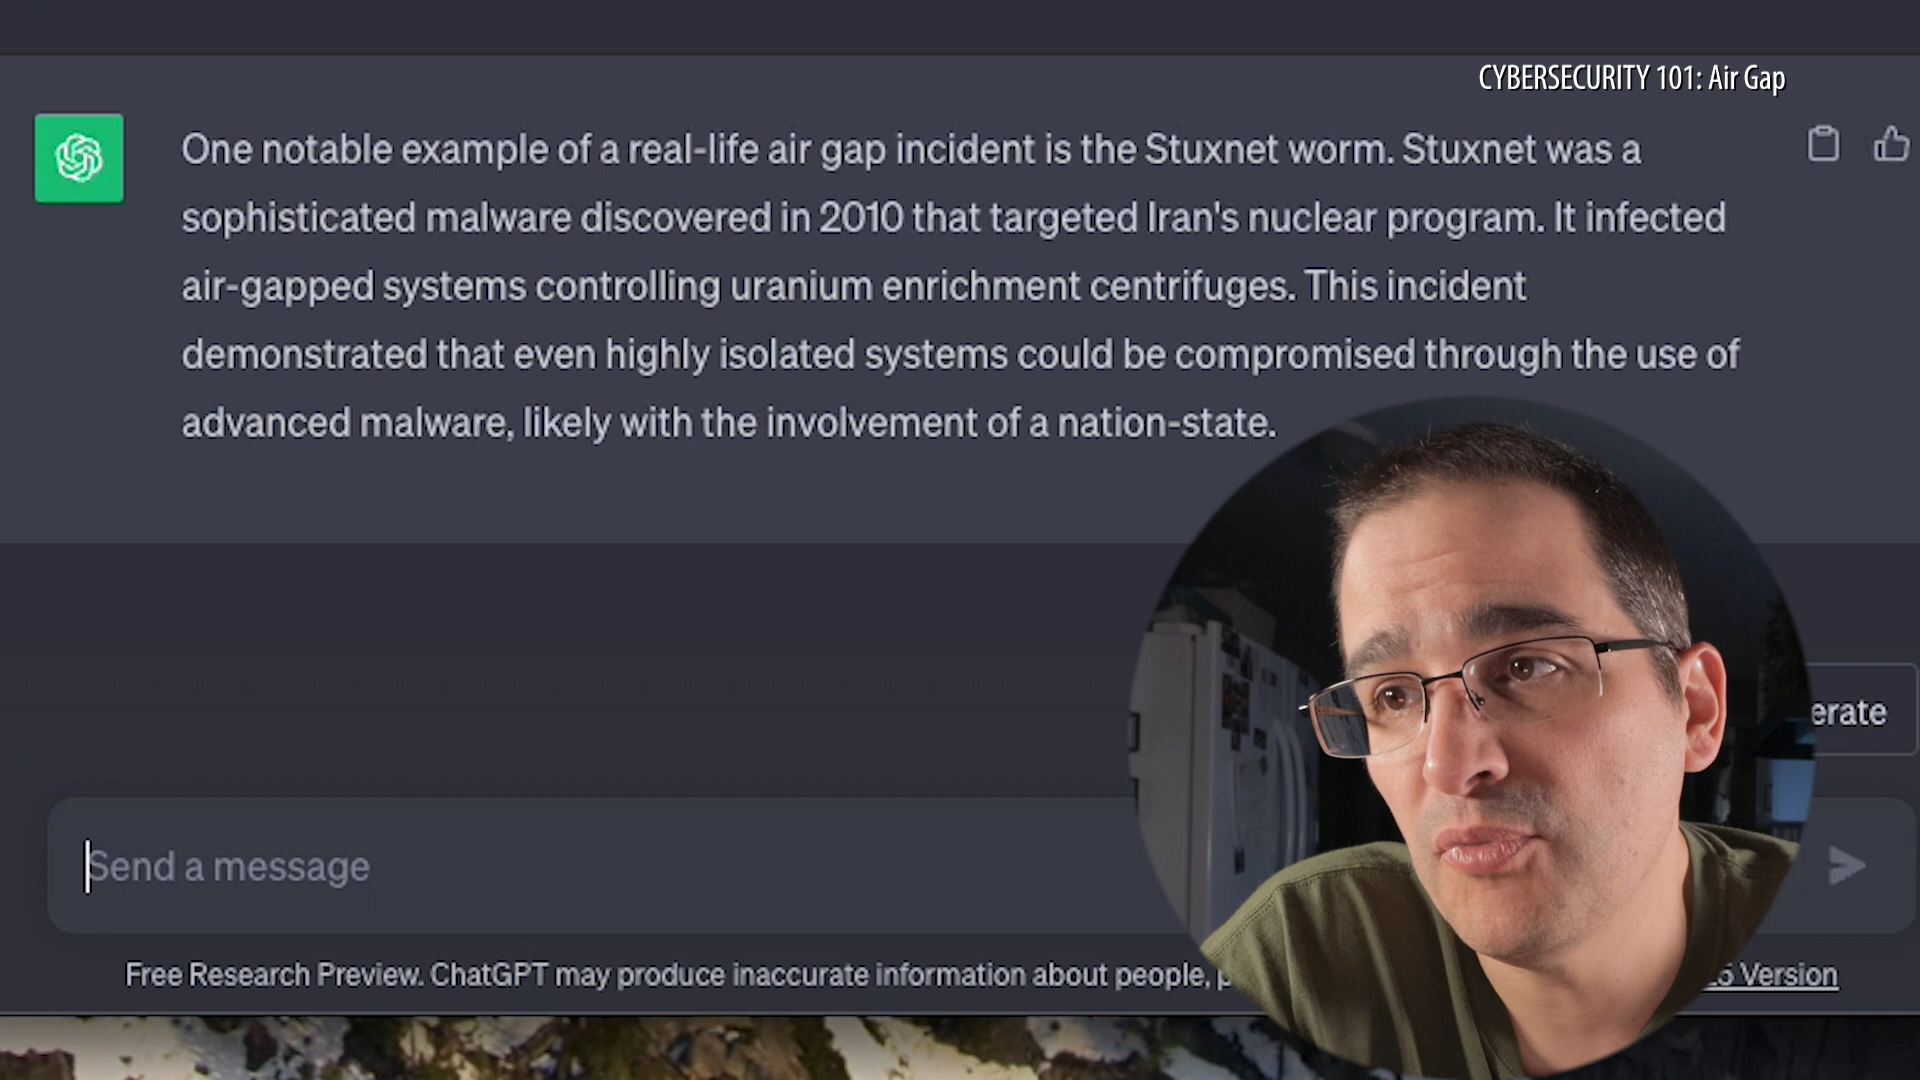 CYBERSECURITY 101: Air Gap
One notable example of a real-life air gap incident is the Stuxnet worm. Stuxnet was a
sophisticated malware discovered in 2010 that targeted Iran's nuclear program. It infected
air-gapped systems controlling uranium enrichment centrifuges. This incident
demonstrated that even highly isolated systems could be compromised through the use of
advanced malware, likely with the involvement of a nation-state.
erate
Send a message
Free Research Preview. ChatGPT may produce inaccurate information about people, Version